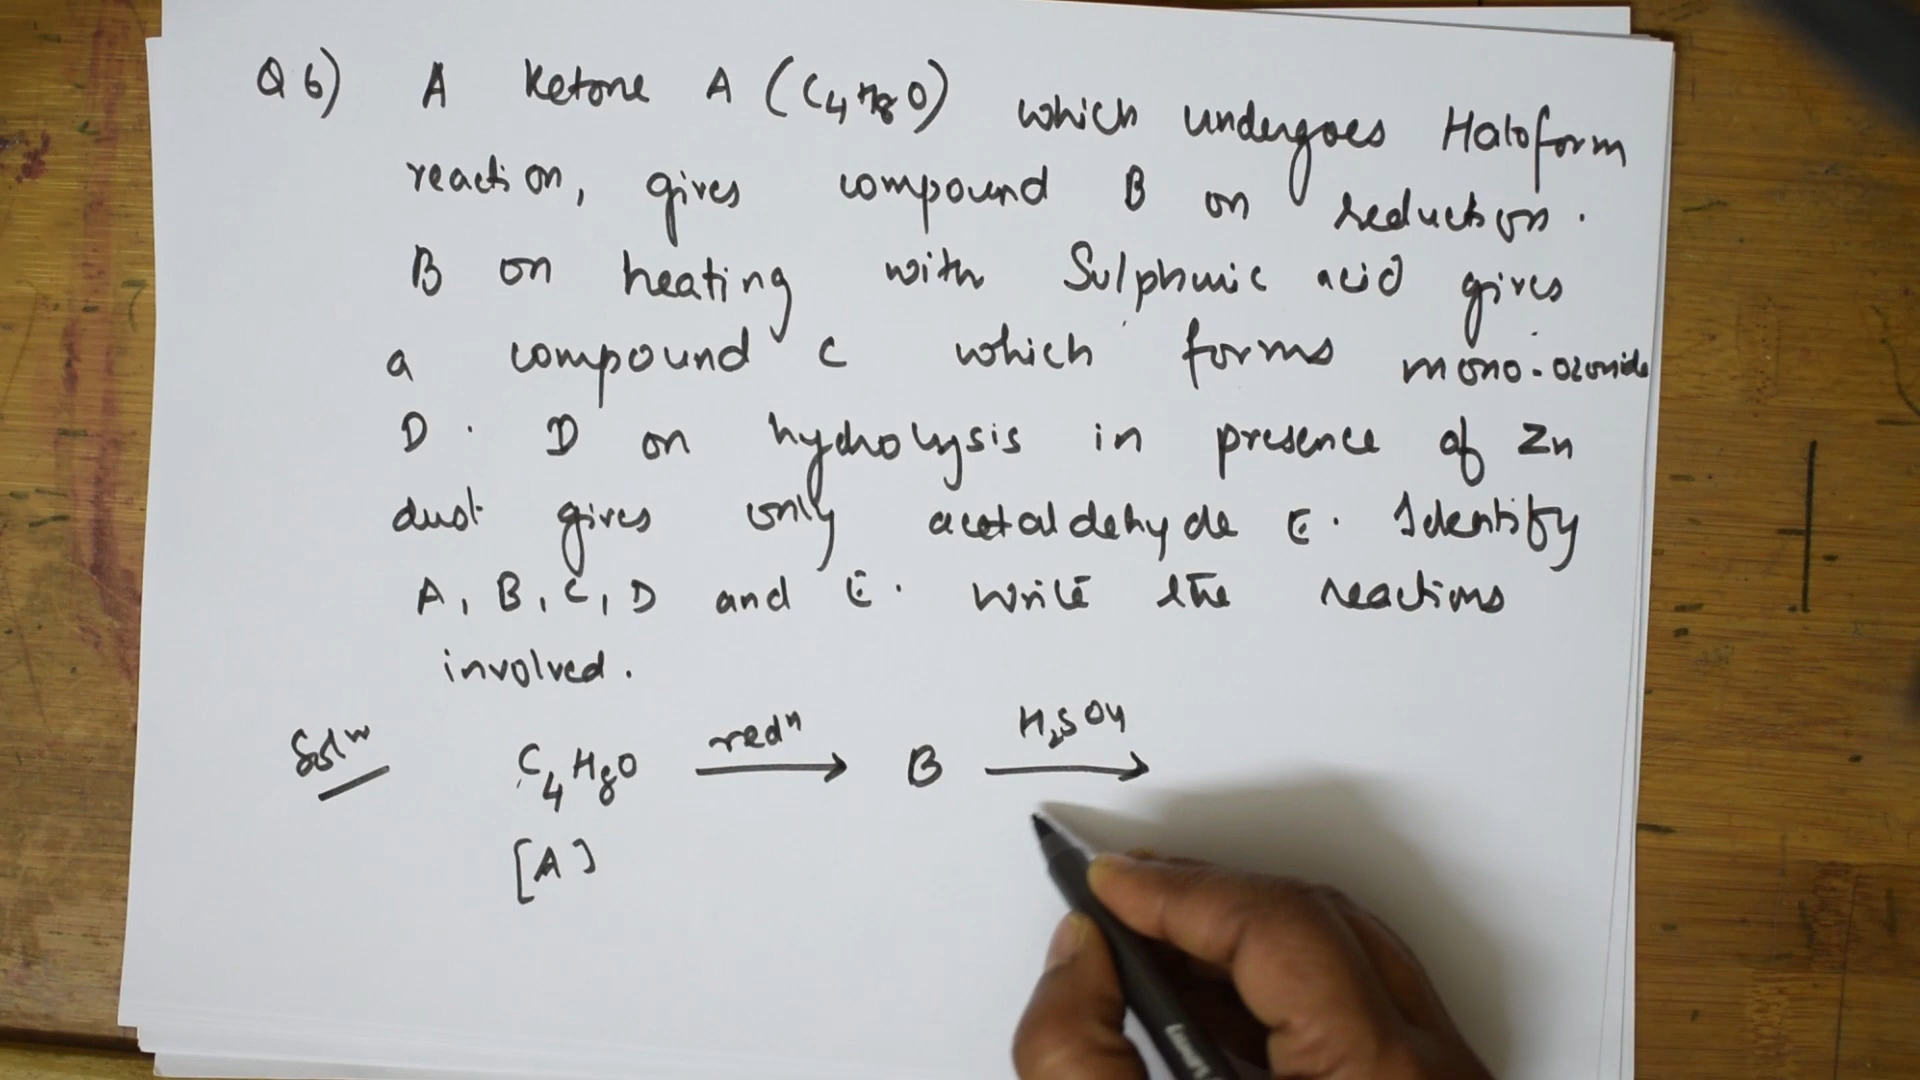 Q6) A Ketone A (C4H8O) which undergoes Haloform
reaction, gives compound B on reduction.
B on heating with Sulphuric acid gives
a compound C which forms mono-ozonide
D. D on hydrolysis in presence of Zn
dust gives only acetaldehyde E. Identify
A, B, C, D and E. Write the reactions
involved.
Soln C4H8O redn B H2SO4
[A]